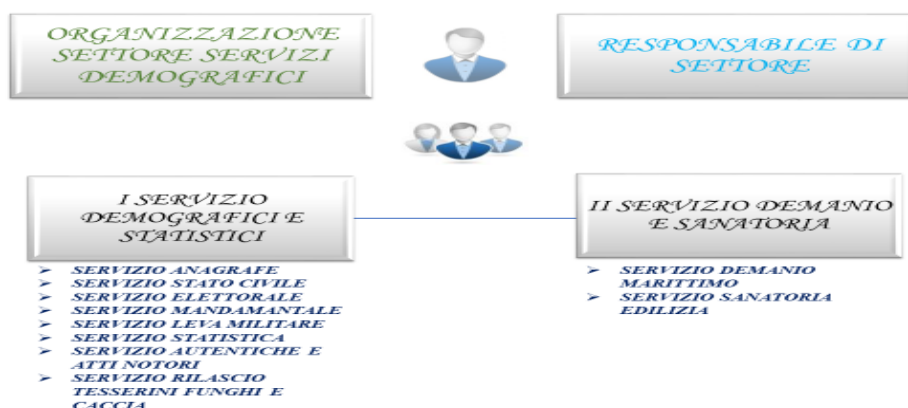 ORGANIZZAZIONE
SETTORE SERVIZI
DEMOGRAFICI
RESPONSABILE DI
SETTORE
I SERVIZIO
DEMOGRAFICI E
STATISTICI
➤ SERVIZIO ANAGRAFE
➤ SERVIZIO STATO CIVILE
➤ SERVIZIO ELETTORALE
➤ SERVIZIO MANDAMANTALE
➤ SERVIZIO LEVA MILITARE
➤ SERVIZIO STATISTICA
➤ SERVIZIO AUTENTICHE E
ATTI NOTORI
➤ SERVIZIO RILASCIO
TESSERINI FUNGHI E
CACCIA
II SERVIZIO DEMANIO
E SANATORIA
➤ SERVIZIO DEMANIO
MARITTIMO
➤ SERVIZIO SANATORIA
EDILIZIA